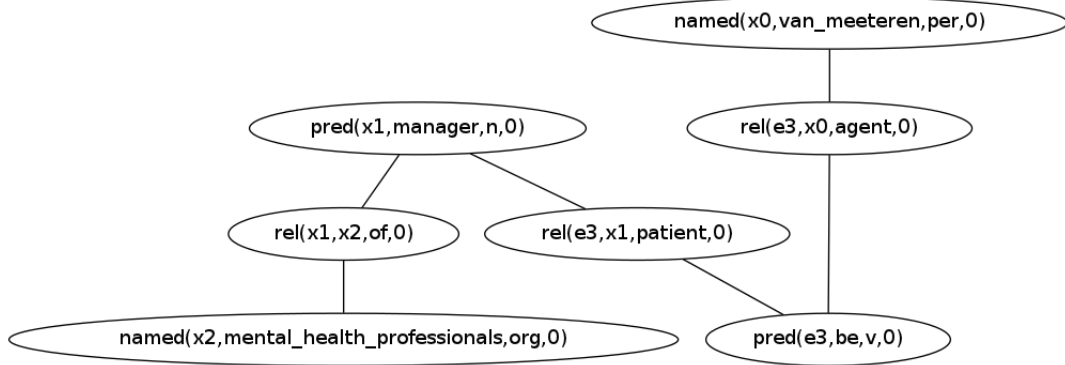 named(x0,van_meeteren,per,0)
pred(x1,manager,n,0)
rel(e3,x0,agent,0)
rel(x1,x2,of,0)
rel(e3,x1,patient,0)
named(x2,mental_health_professionals,org,0)
pred(e3,be,v,0)